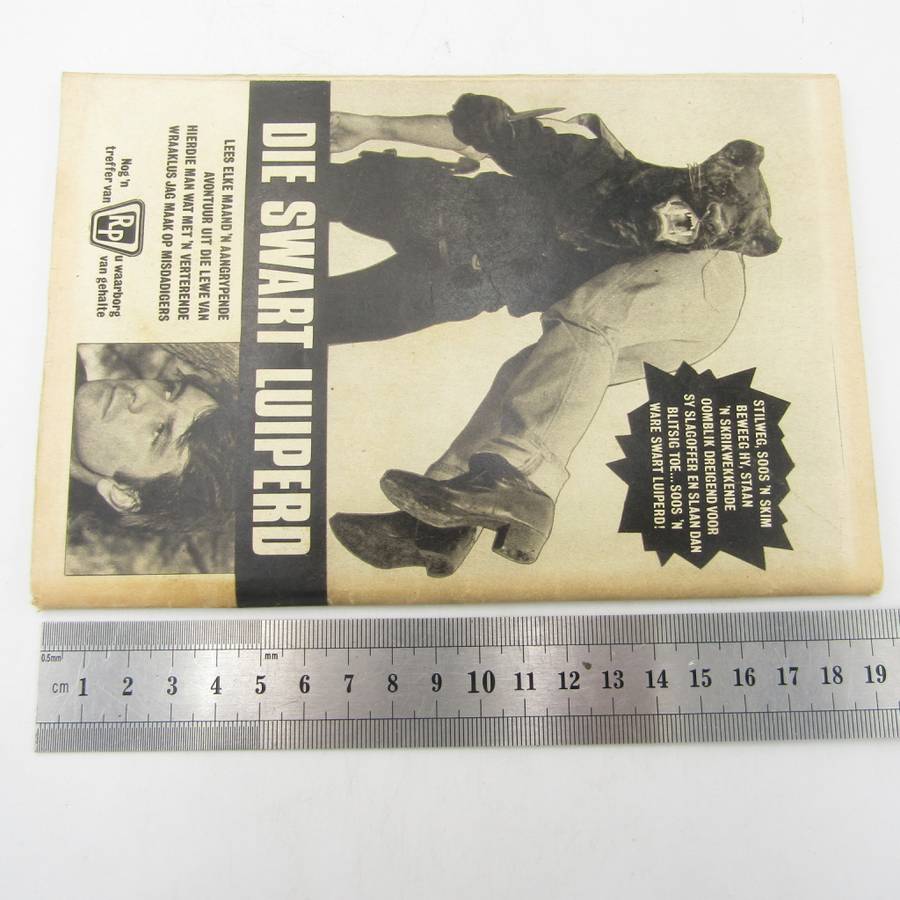 STILWEG, SOOS 'N SKIM
BEWEEG HY, STAAN
'N SKRIKWEKKENDE
OOMBLIK DREIGEND VOOR
SY SLAGOFFER EN SLAAN DAN
BLITSIG TOE... SOOS 'N
WARE SWART LUIPERD!
DIE SWART LUIPERD
LEES ELKE MAAND 'N AANGRYPENDE
AVONTUUR UIT DIE LEWE VAN
HIERDIE MAN WAT MET 'N VERTERENDE
WRAAKLUS JAG MAAK OP MISDADIGERS
Nog 'n
treffer van
Rp
u waarborg
van gehalte
0.5mm
mm
cm 1 2 3 4 5 6 7 8 9 10 11 12 13 14 15 16 17 18 19